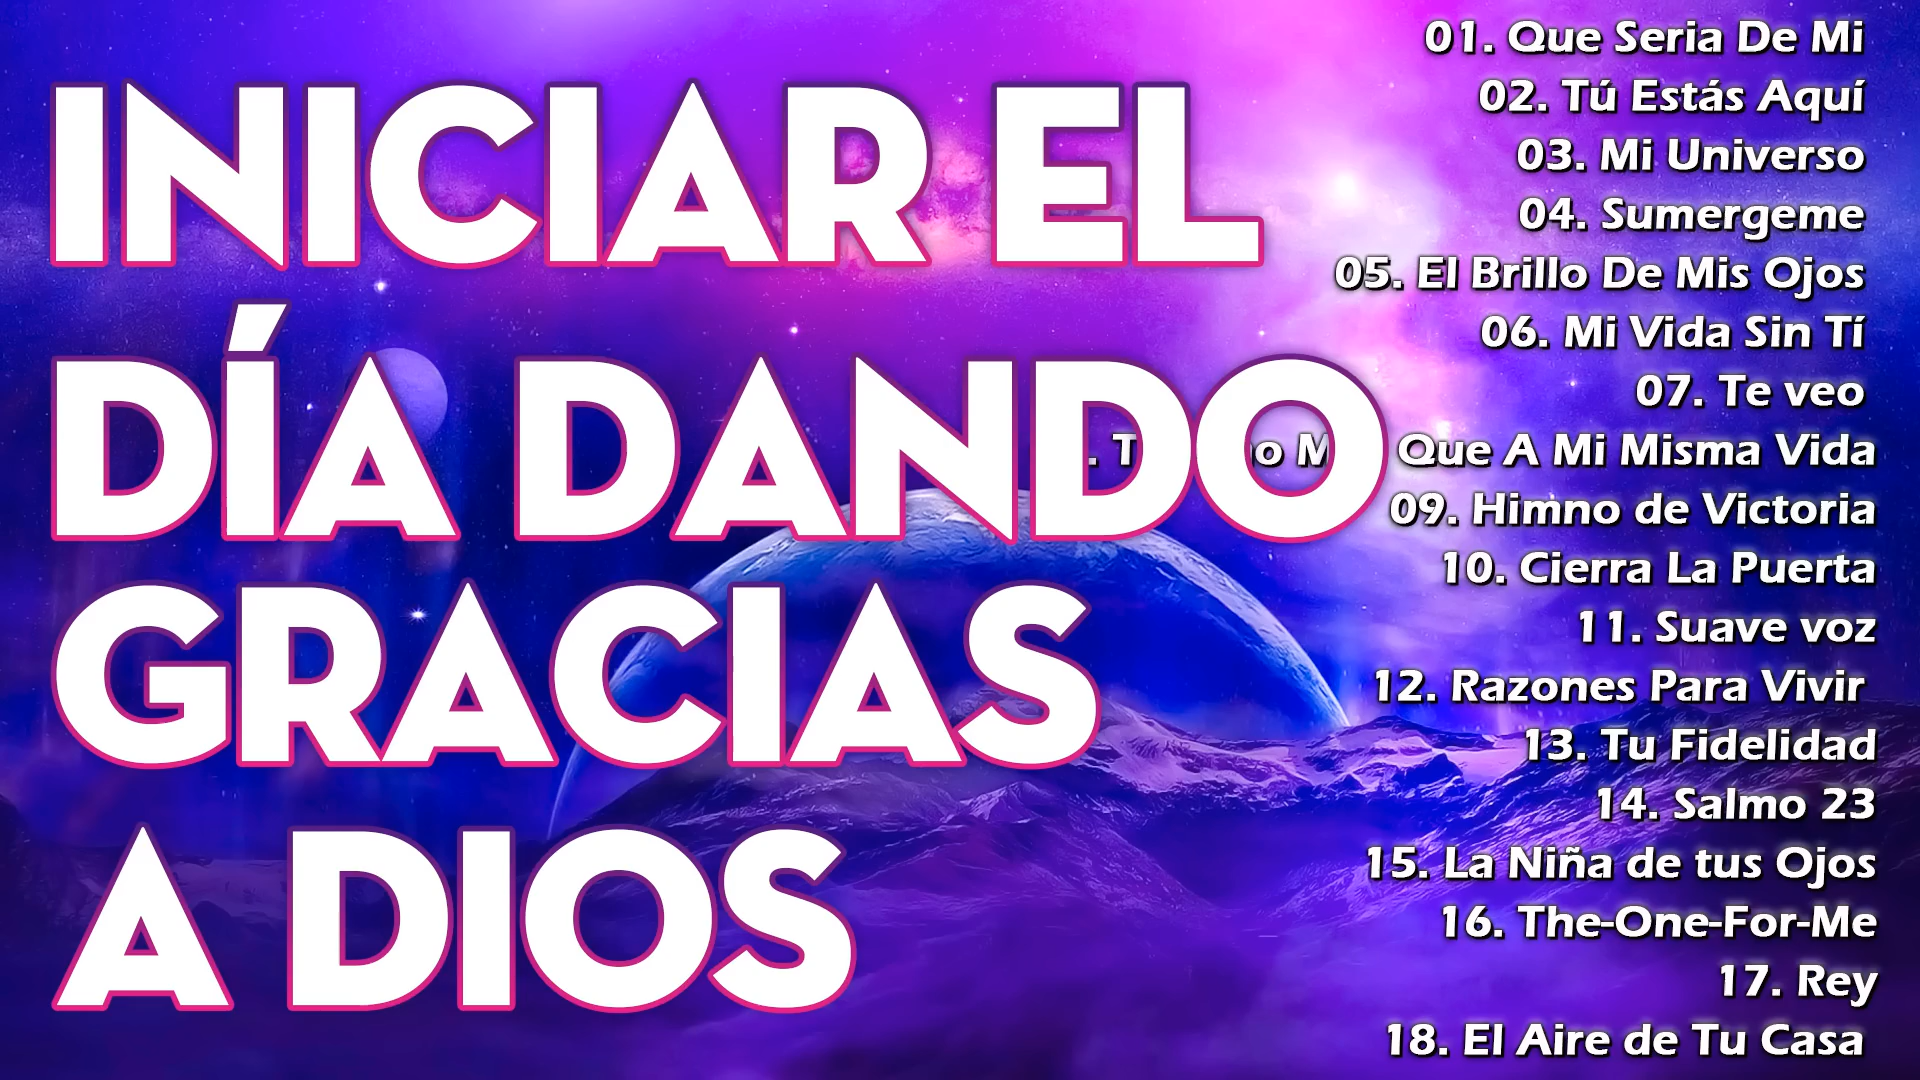 INICIAR EL
DÍA DANDO
GRACIAS
A DIOS
01. Que Seria De Mi
02. Tú Estás Aquí
03. Mi Universo
04. Sumergeme
05. El Brillo De Mis Ojos
06. Mi Vida Sin Tí
07. Te veo
Que A Mi Misma Vida
09. Himno de Victoria
10. Cierra La Puerta
11. Suave voz
12. Razones Para Vivir
13. Tu Fidelidad
14. Salmo 23
15. La Niña de tus Ojos
16. The-One-For-Me
17. Rey
18. El Aire de Tu Casa